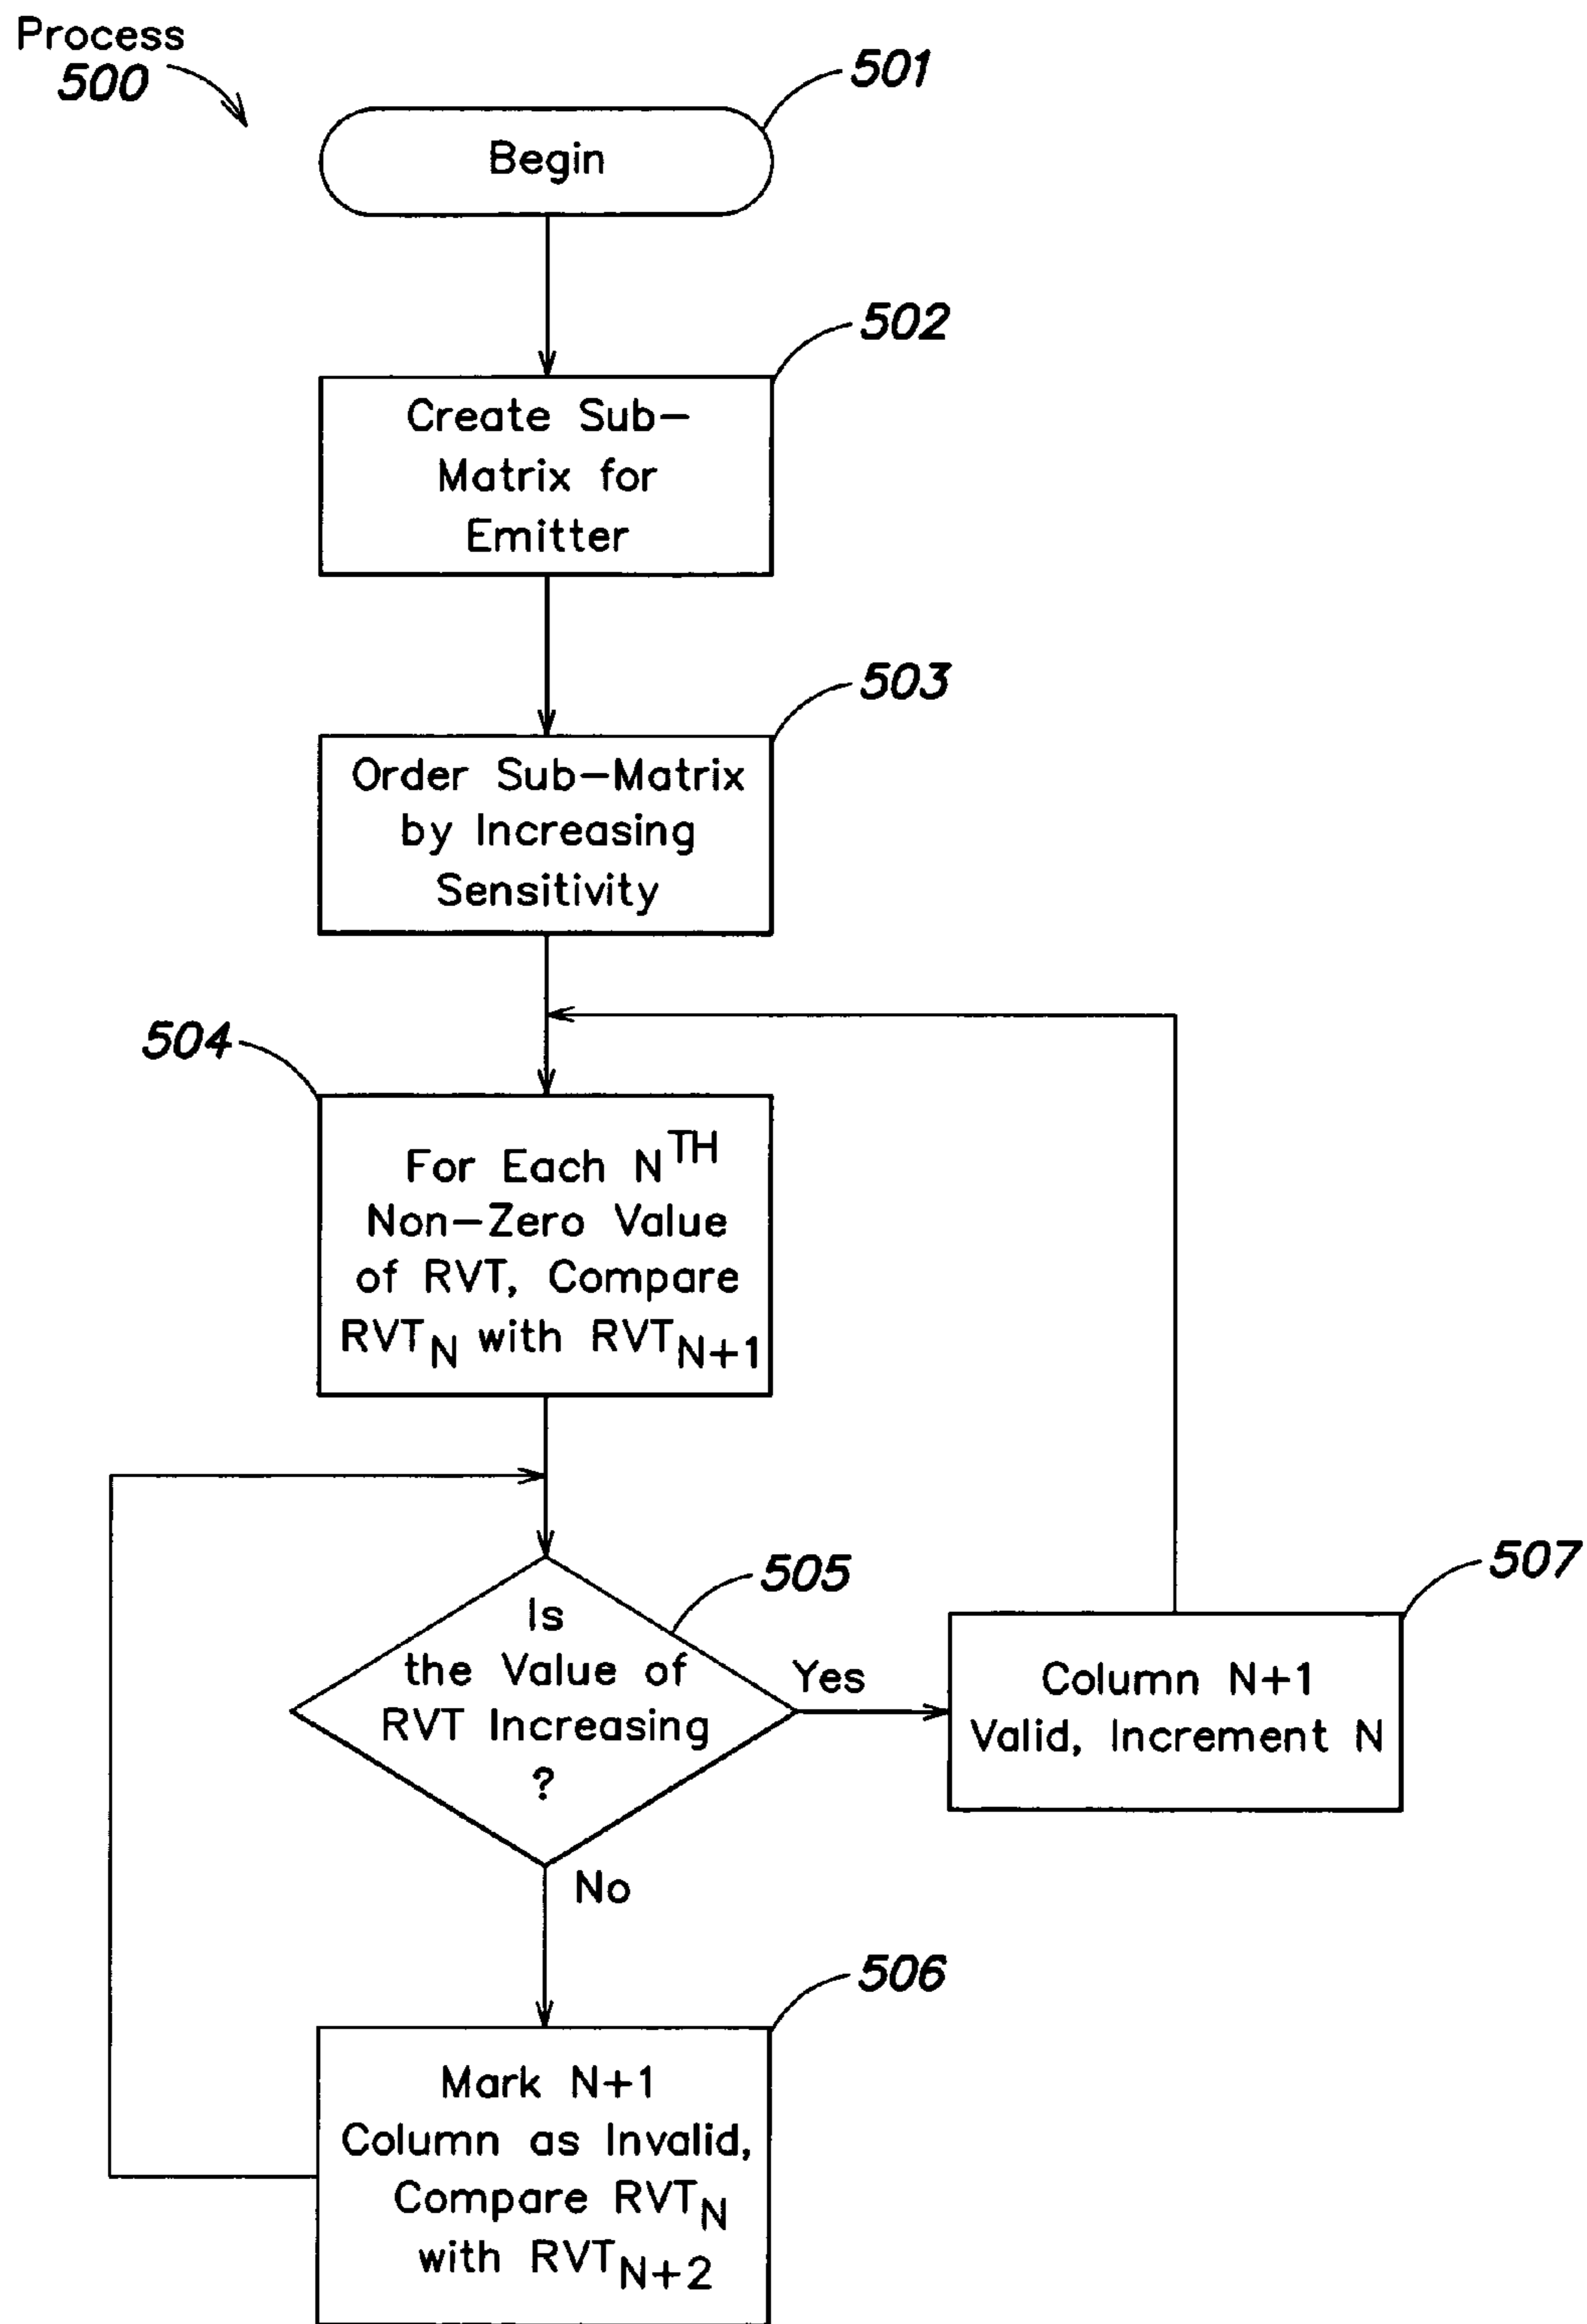 Process
500
501
Begin
502
Create Sub-
Matrix for
Emitter
503
Order Sub-Matrix
by Increasing
Sensitivity
504
For Each N^TH
Non-Zero Value
of RVT, Compare
RVT_N with RVT_N+1
505
Is
the Value of
RVT Increasing
?
Yes
507
Column N+1
Valid, Increment N
No
506
Mark N+1
Column as Invalid,
Compare RVT_N
with RVT_N+2